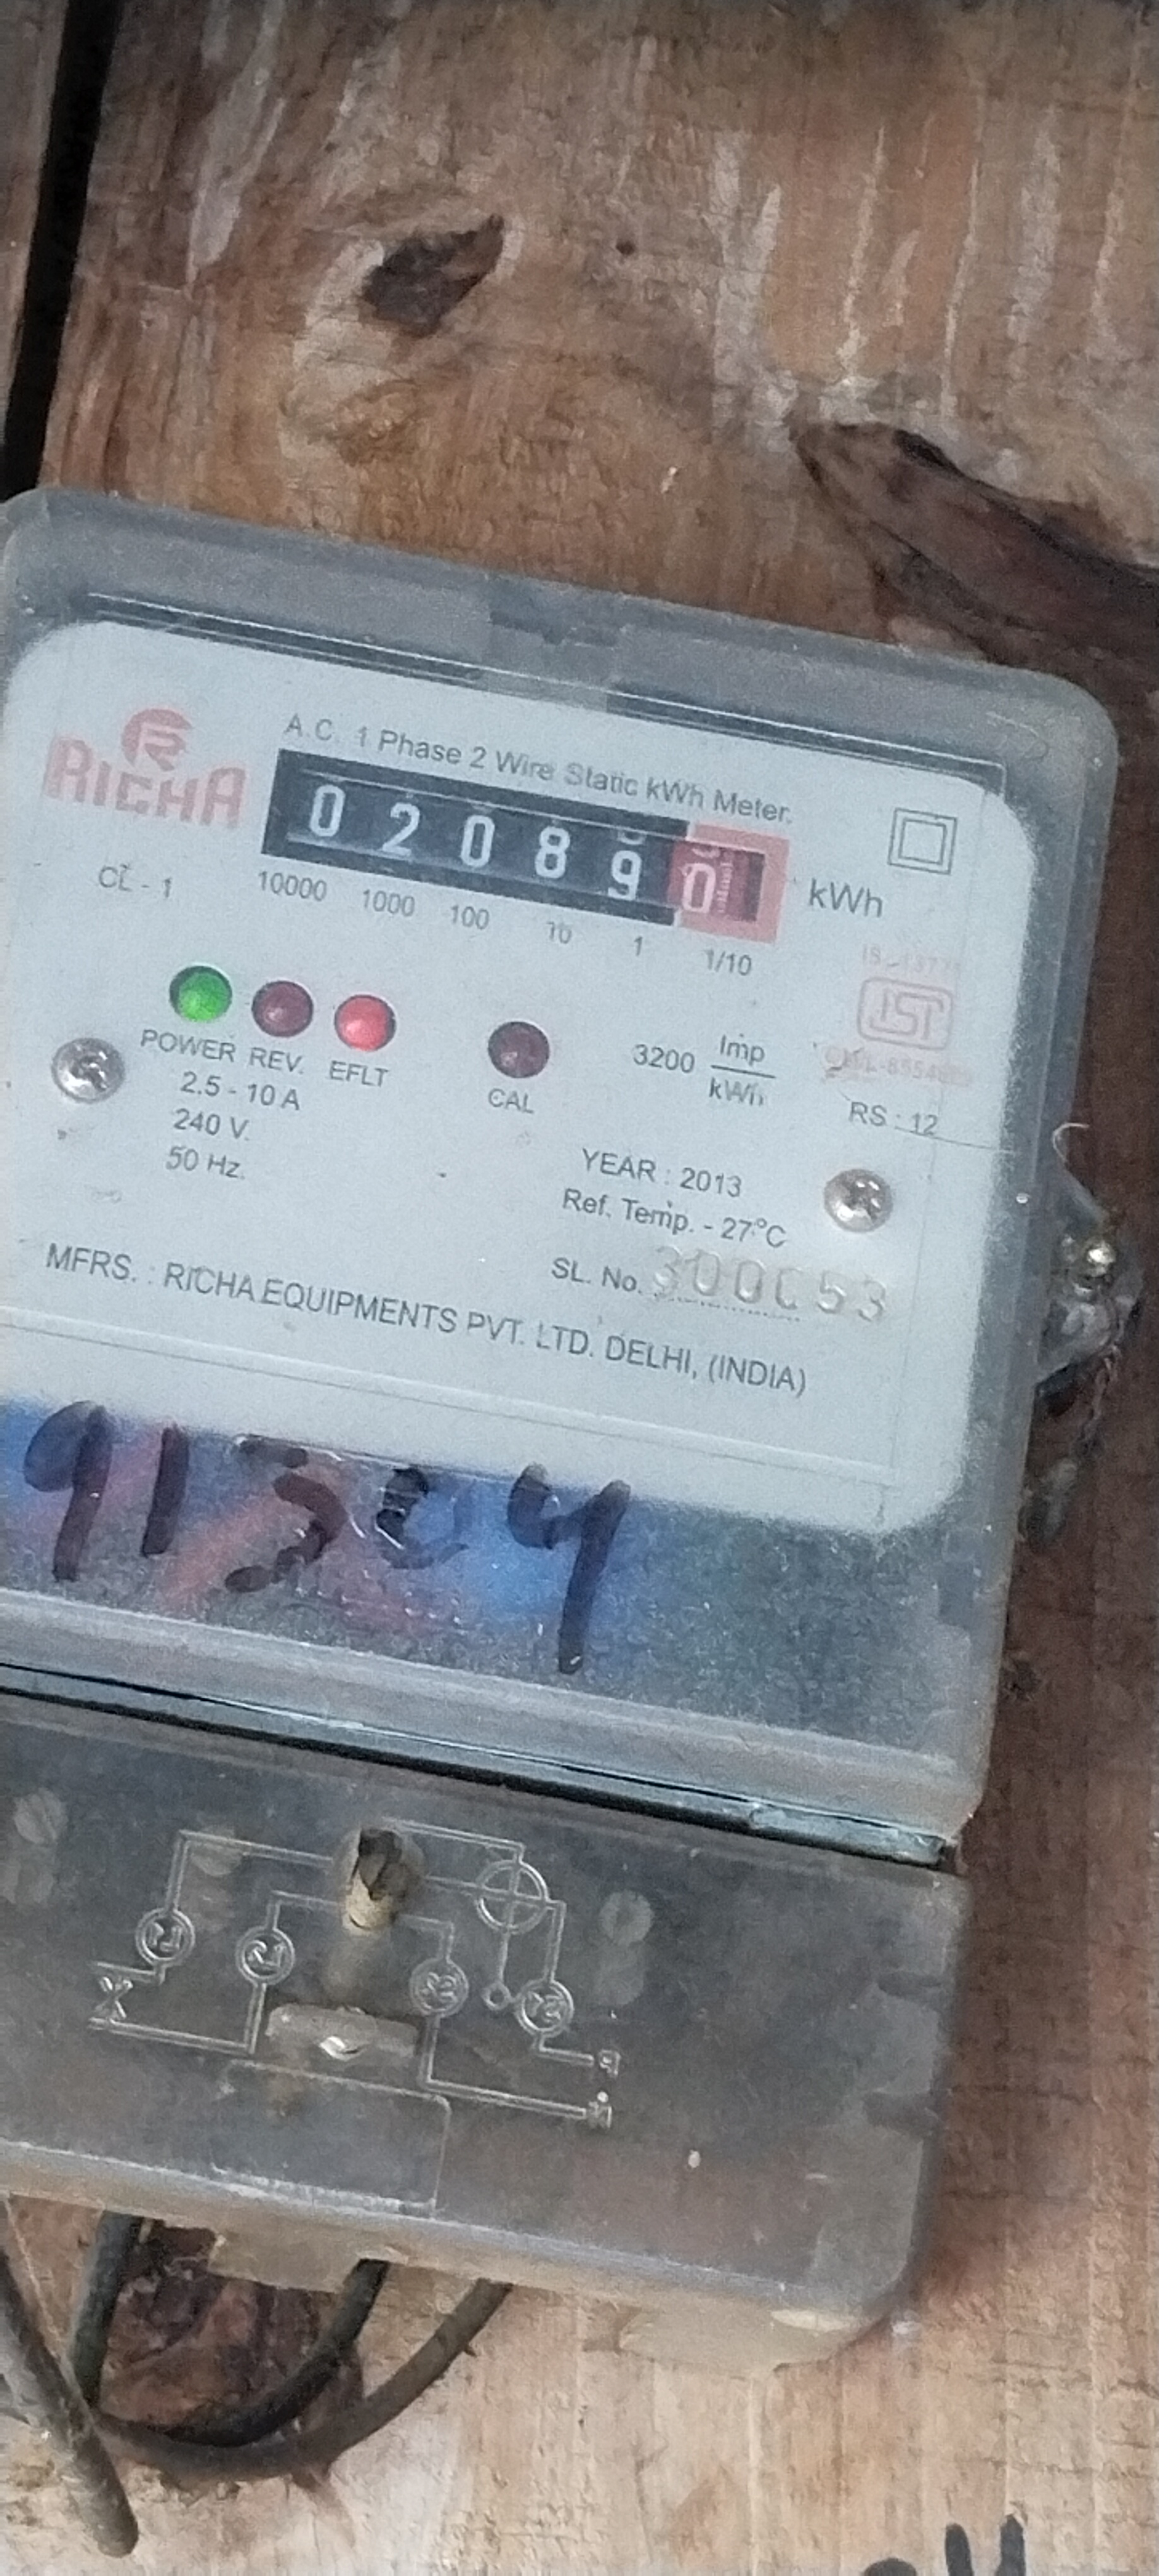 RICHA
A.C. 1 Phase 2 Wire Static kWh Meter.
0 2 0 8 9 0 kWh
CL - 1
10000 1000 100 10 1 1/10
POWER REV. EFLT
CAL
3200 Imp
kWh
2.5 - 10 A
240 V.
50 Hz.
RS : 12
YEAR : 2013
Ref. Temp. - 27°C
SL. No.
MFRS. : RICHA EQUIPMENTS PVT. LTD. DELHI, (INDIA)